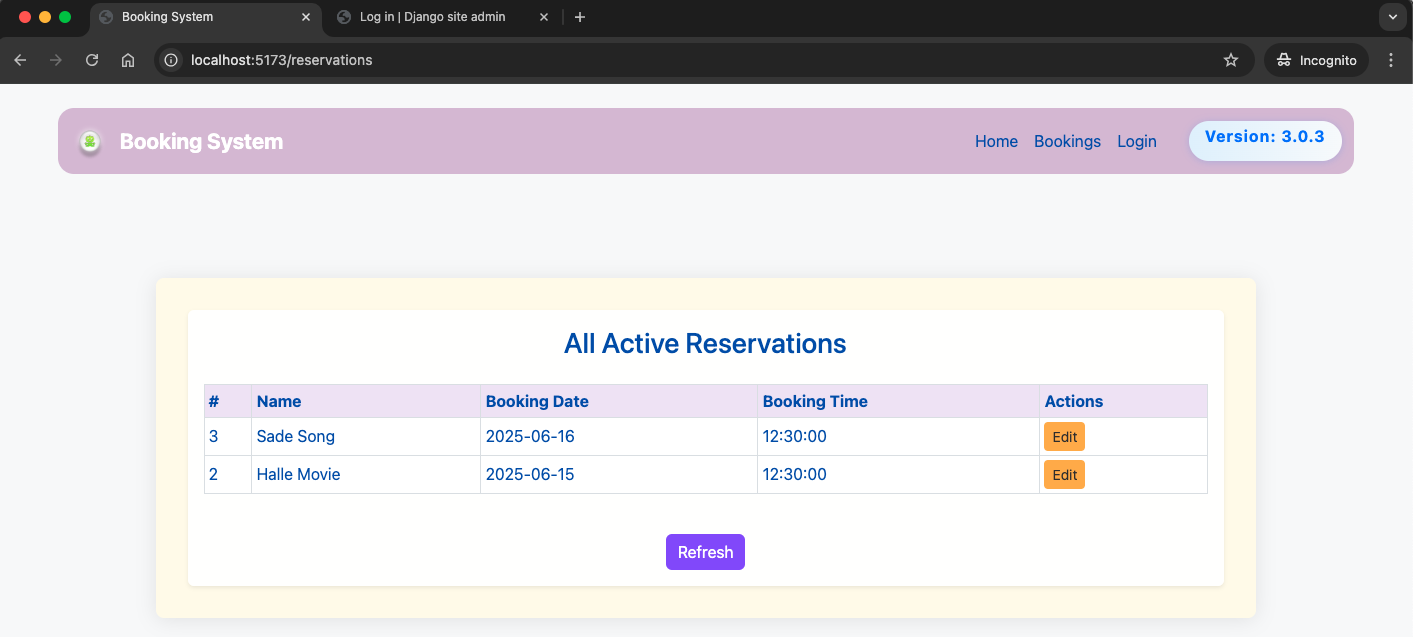 Booking System
Log in | Django site admin
localhost:5173/reservations
Incognito
Booking System
Home Bookings Login Version: 3.0.3
All Active Reservations
# Name Booking Date Booking Time Actions
3 Sade Song 2025-06-16 12:30:00 Edit
2 Halle Movie 2025-06-15 12:30:00 Edit
Refresh